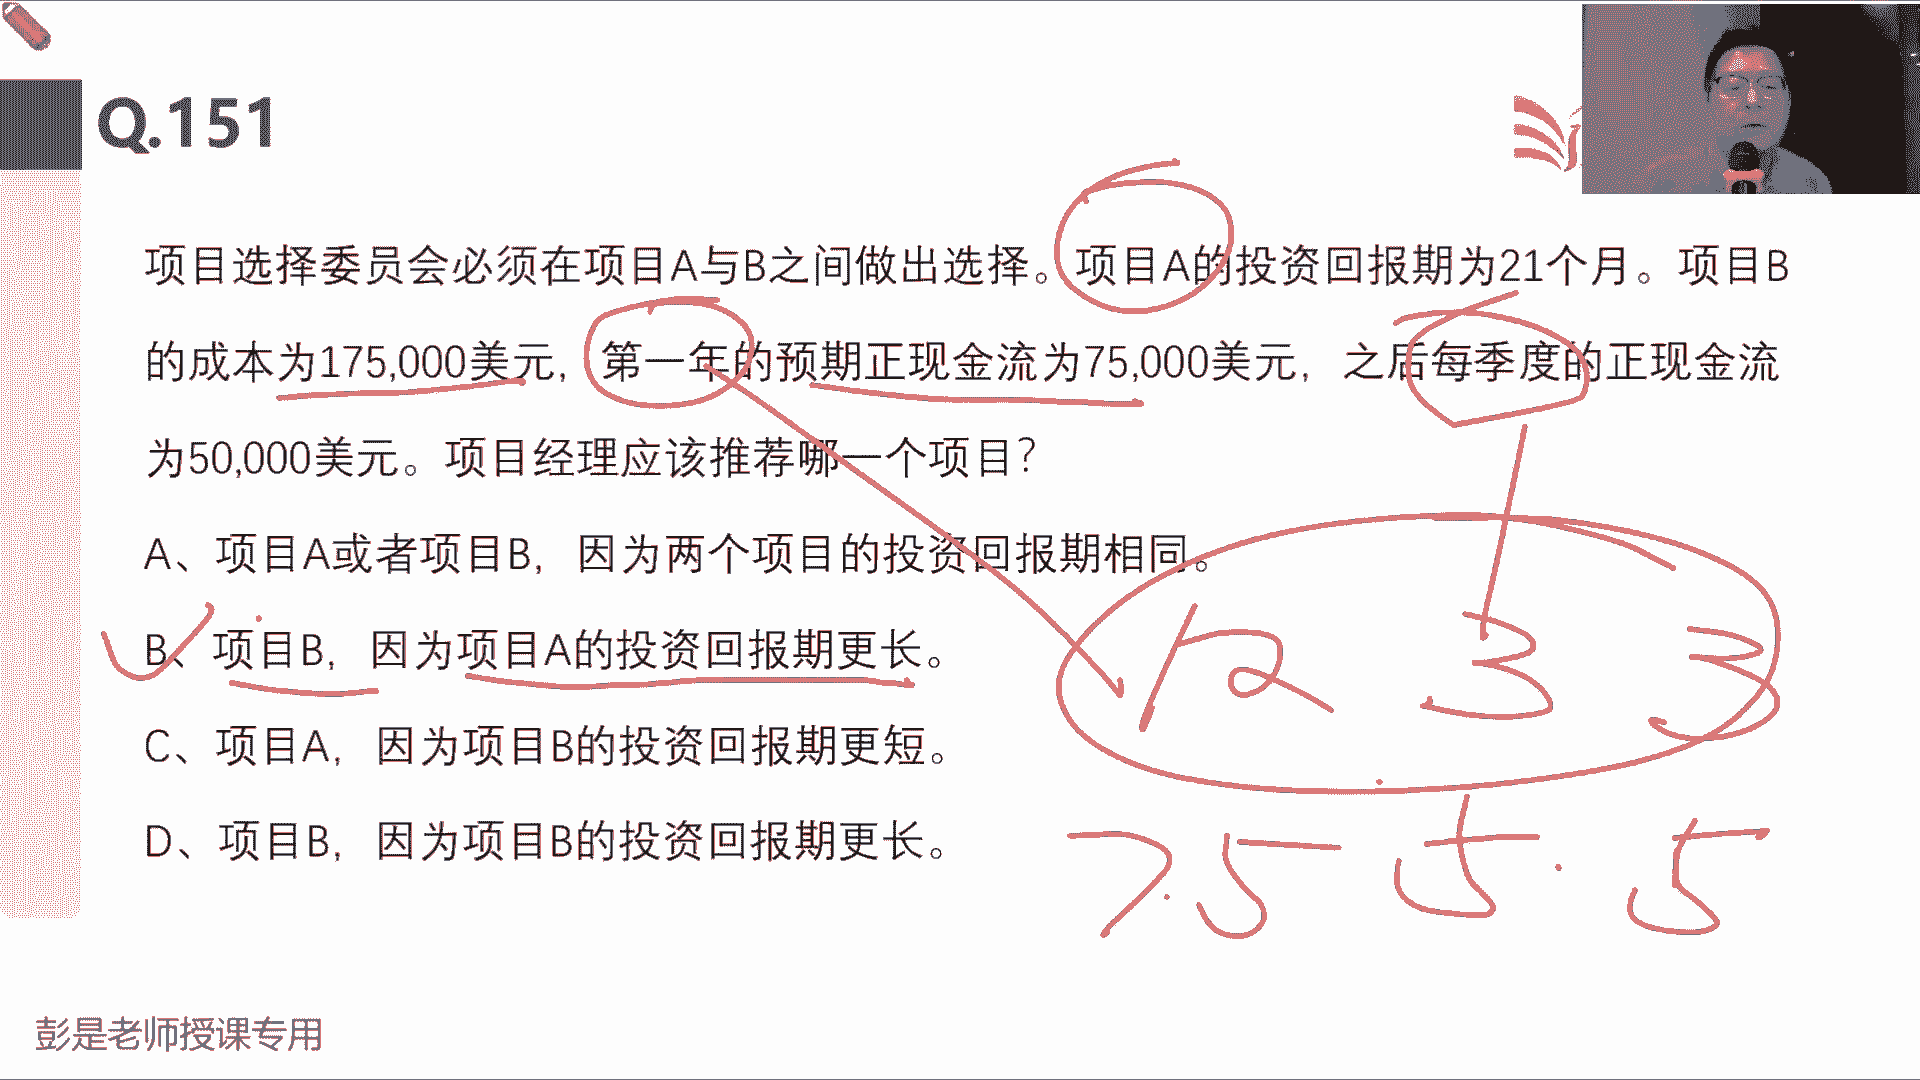 Q.151
项目选择委员会必须在项目A与B之间做出选择。项目A的投资回报期为21个月。项目B
的成本为175,000美元，第一年的预期正现金流为75,000美元，之后每季度的正现金流
为50,000美元。项目经理应该推荐哪一个项目？
A、项目A或者项目B，因为两个项目的投资回报期相同。
B、项目B，因为项目A的投资回报期更长。
C、项目A，因为项目B的投资回报期更短。
D、项目B，因为项目B的投资回报期更长。
12 3 3
7.5 5 5
彭是老师授课专用